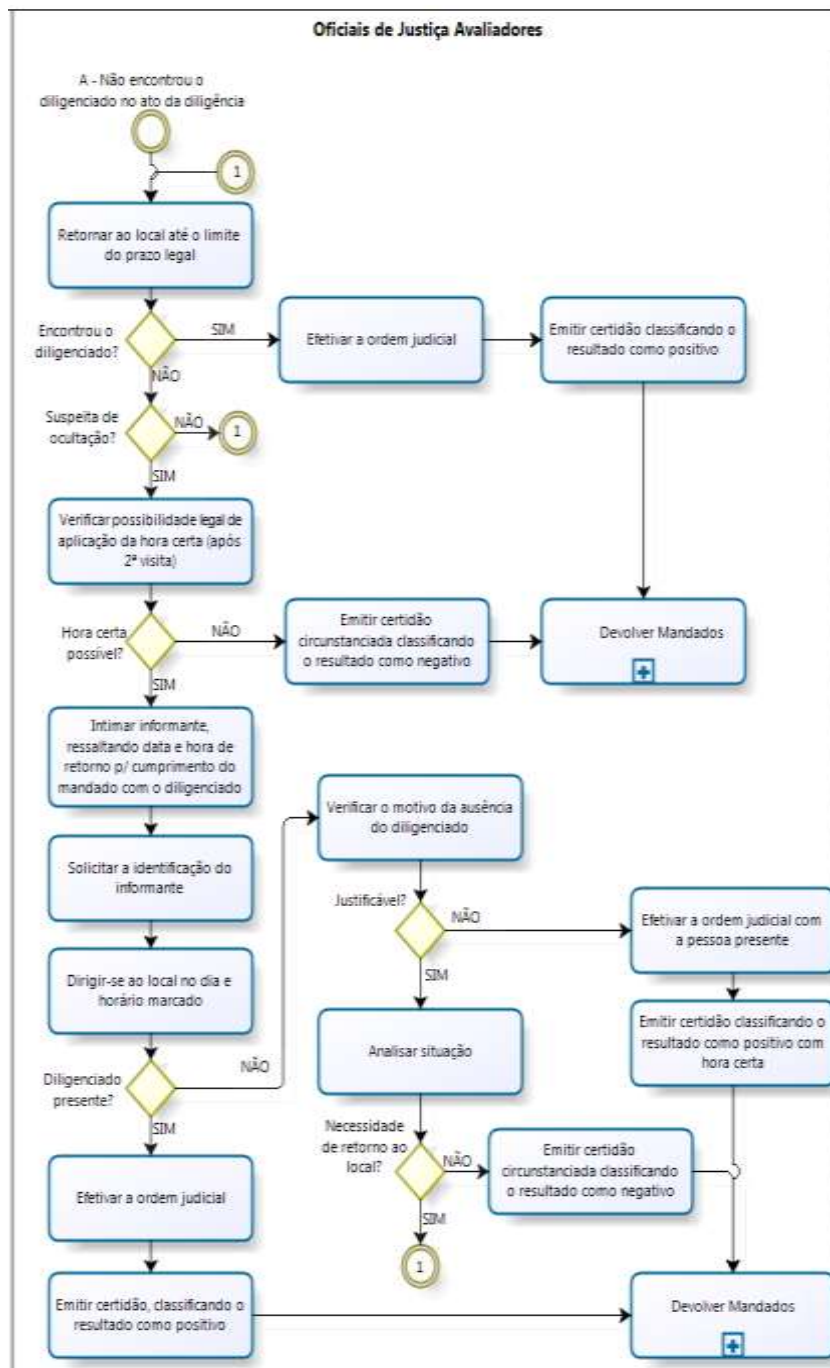 Oficiais de Justiça Avaliadores
A - Não encontrou o
diligenciado no ato da diligência
1
Retornar ao local até o limite
do prazo legal
Encontrou o
diligenciado?
SIM
Efetivar a ordem judicial
Emitir certidão classificando o
resultado como positivo
NÃO
Suspeita de
ocultação?
NÃO
1
SIM
Verificar possibilidade legal de
aplicação da hora certa (após
2ª visita)
Hora certa
possível?
NÃO
Emitir certidão
circunstanciada classificando
o resultado como negativo
Devolver Mandados
SIM
Intimar informante,
ressaltando data e hora de
retorno p/ cumprimento do
mandado com o diligenciado
Verificar o motivo da ausência
do diligenciado
Solicitar a identificação do
informante
Justificável?
NÃO
Efetivar a ordem judicial com
a pessoa presente
SIM
Dirigir-se ao local no dia e
horário marcado
Analisar situação
Emitir certidão classificando o
resultado como positivo com
hora certa
NÃO
Diligenciado
presente?
SIM
Necessidade
de retorno ao
local?
NÃO
Emitir certidão
circunstanciada classificando
o resultado como negativo
SIM
1
Efetivar a ordem judicial
Emitir certidão, classificando o
resultado como positivo
Devolver Mandados